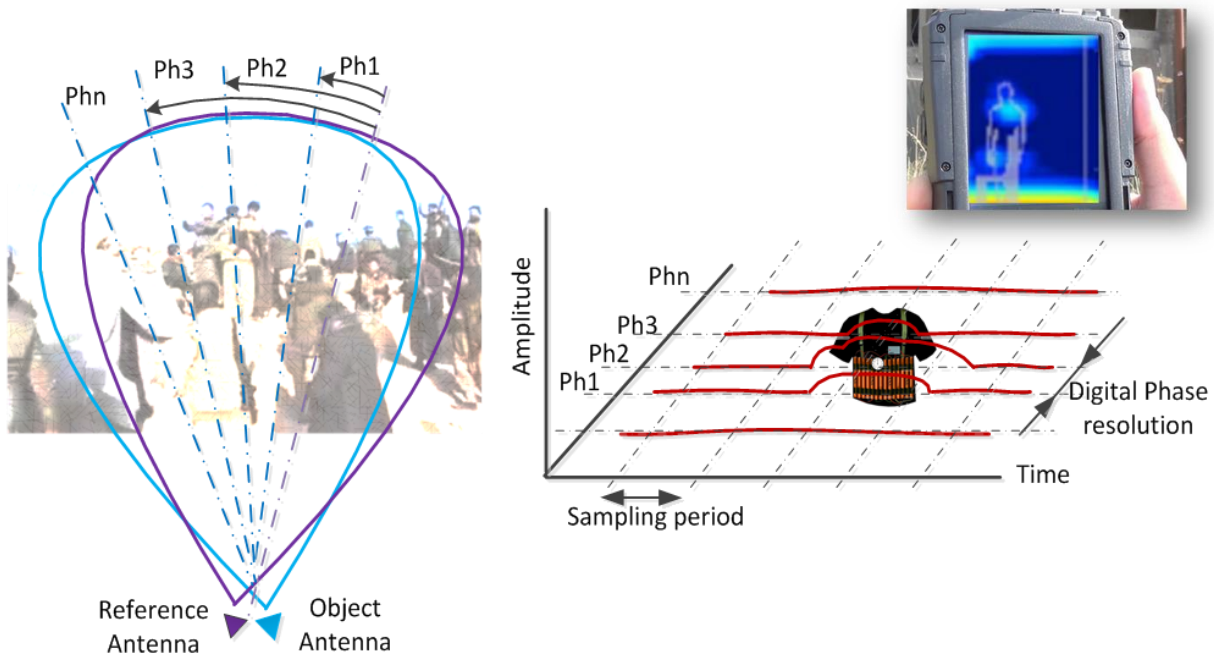 Ph3
Ph2
Ph1
Phn
Reference
Antenna
Object
Antenna
Amplitude
Phn
Ph3
Ph2
Ph1
Digital Phase
resolution
Time
Sampling period